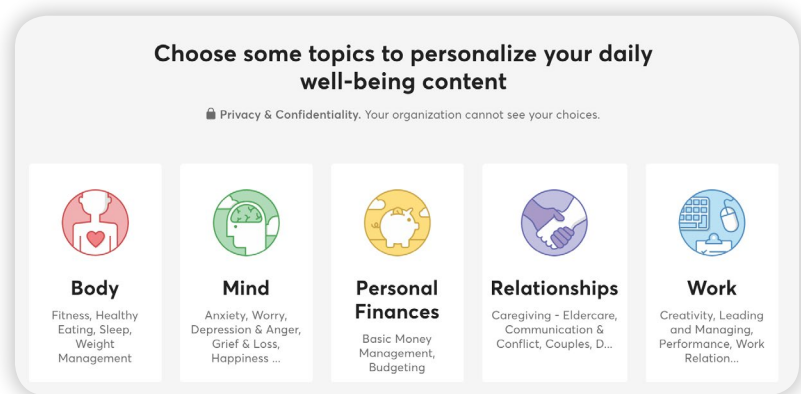 Choose some topics to personalize your daily
well-being content
Privacy & Confidentiality. Your organization cannot see your choices.
Body
Fitness, Healthy
Eating, Sleep,
Weight
Management
Mind
Anxiety, Worry,
Depression & Anger,
Grief & Loss,
Happiness ...
Personal
Finances
Basic Money
Management,
Budgeting
Relationships
Caregiving - Eldercare,
Communication &
Conflict, Couples, D...
Work
Creativity, Leading
and Managing,
Performance, Work
Relation...